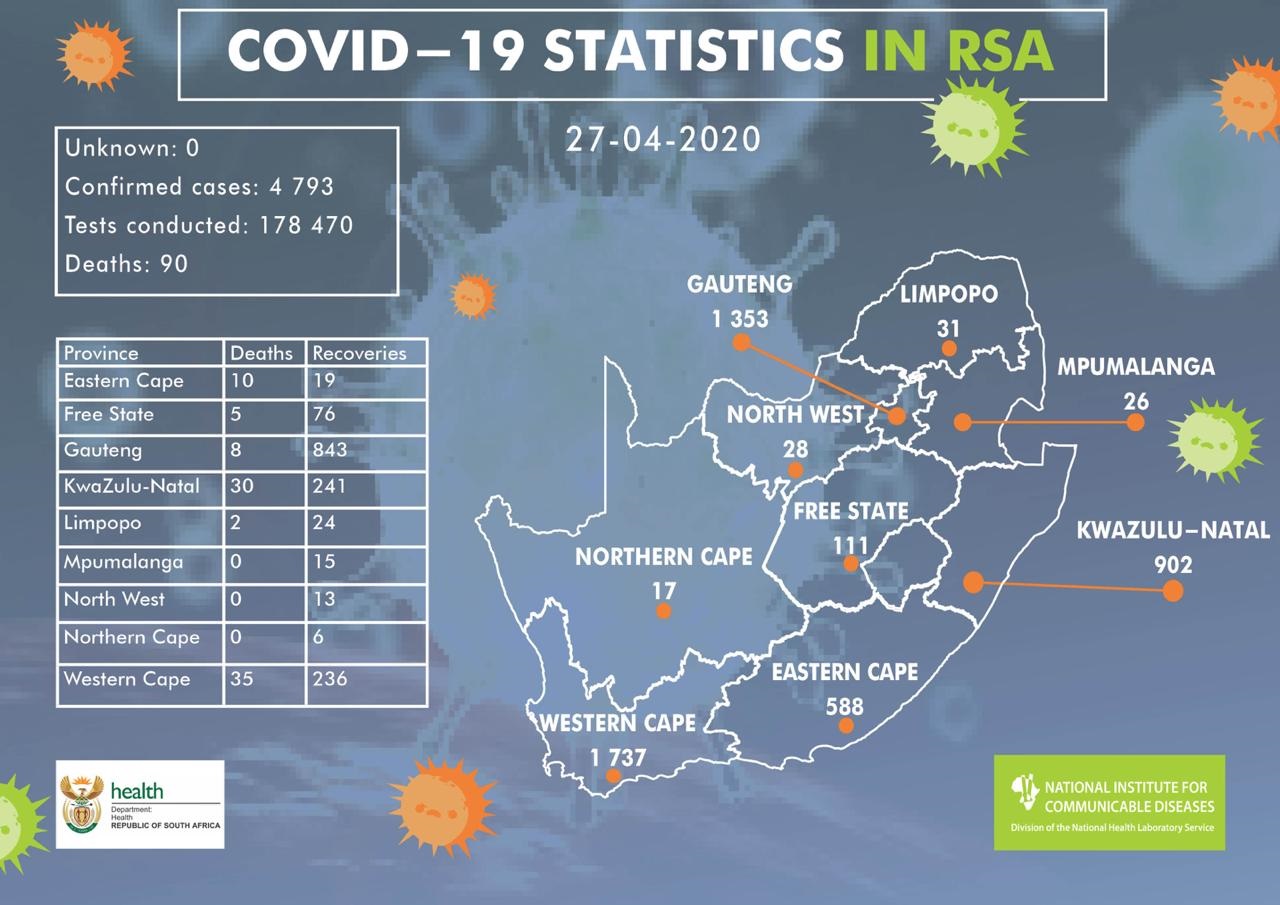 COVID–19 STATISTICS IN RSA
27-04-2020
Unknown: 0
Confirmed cases: 4 793
Tests conducted: 178 470
Deaths: 90
Province Deaths Recoveries
Eastern Cape 10 19
Free State 5 76
Gauteng 8 843
KwaZulu-Natal 30 241
Limpopo 2 24
Mpumalanga 0 15
North West 0 13
Northern Cape 0 6
Western Cape 35 236
GAUTENG
1 353
LIMPOPO
31
MPUMALANGA
26
NORTH WEST
28
FREE STATE
111
KWAZULU–NATAL
902
NORTHERN CAPE
17
EASTERN CAPE
588
WESTERN CAPE
1 737
health
Department:
Health
REPUBLIC OF SOUTH AFRICA
NATIONAL INSTITUTE FOR
COMMUNICABLE DISEASES
Division of the National Health Laboratory Service